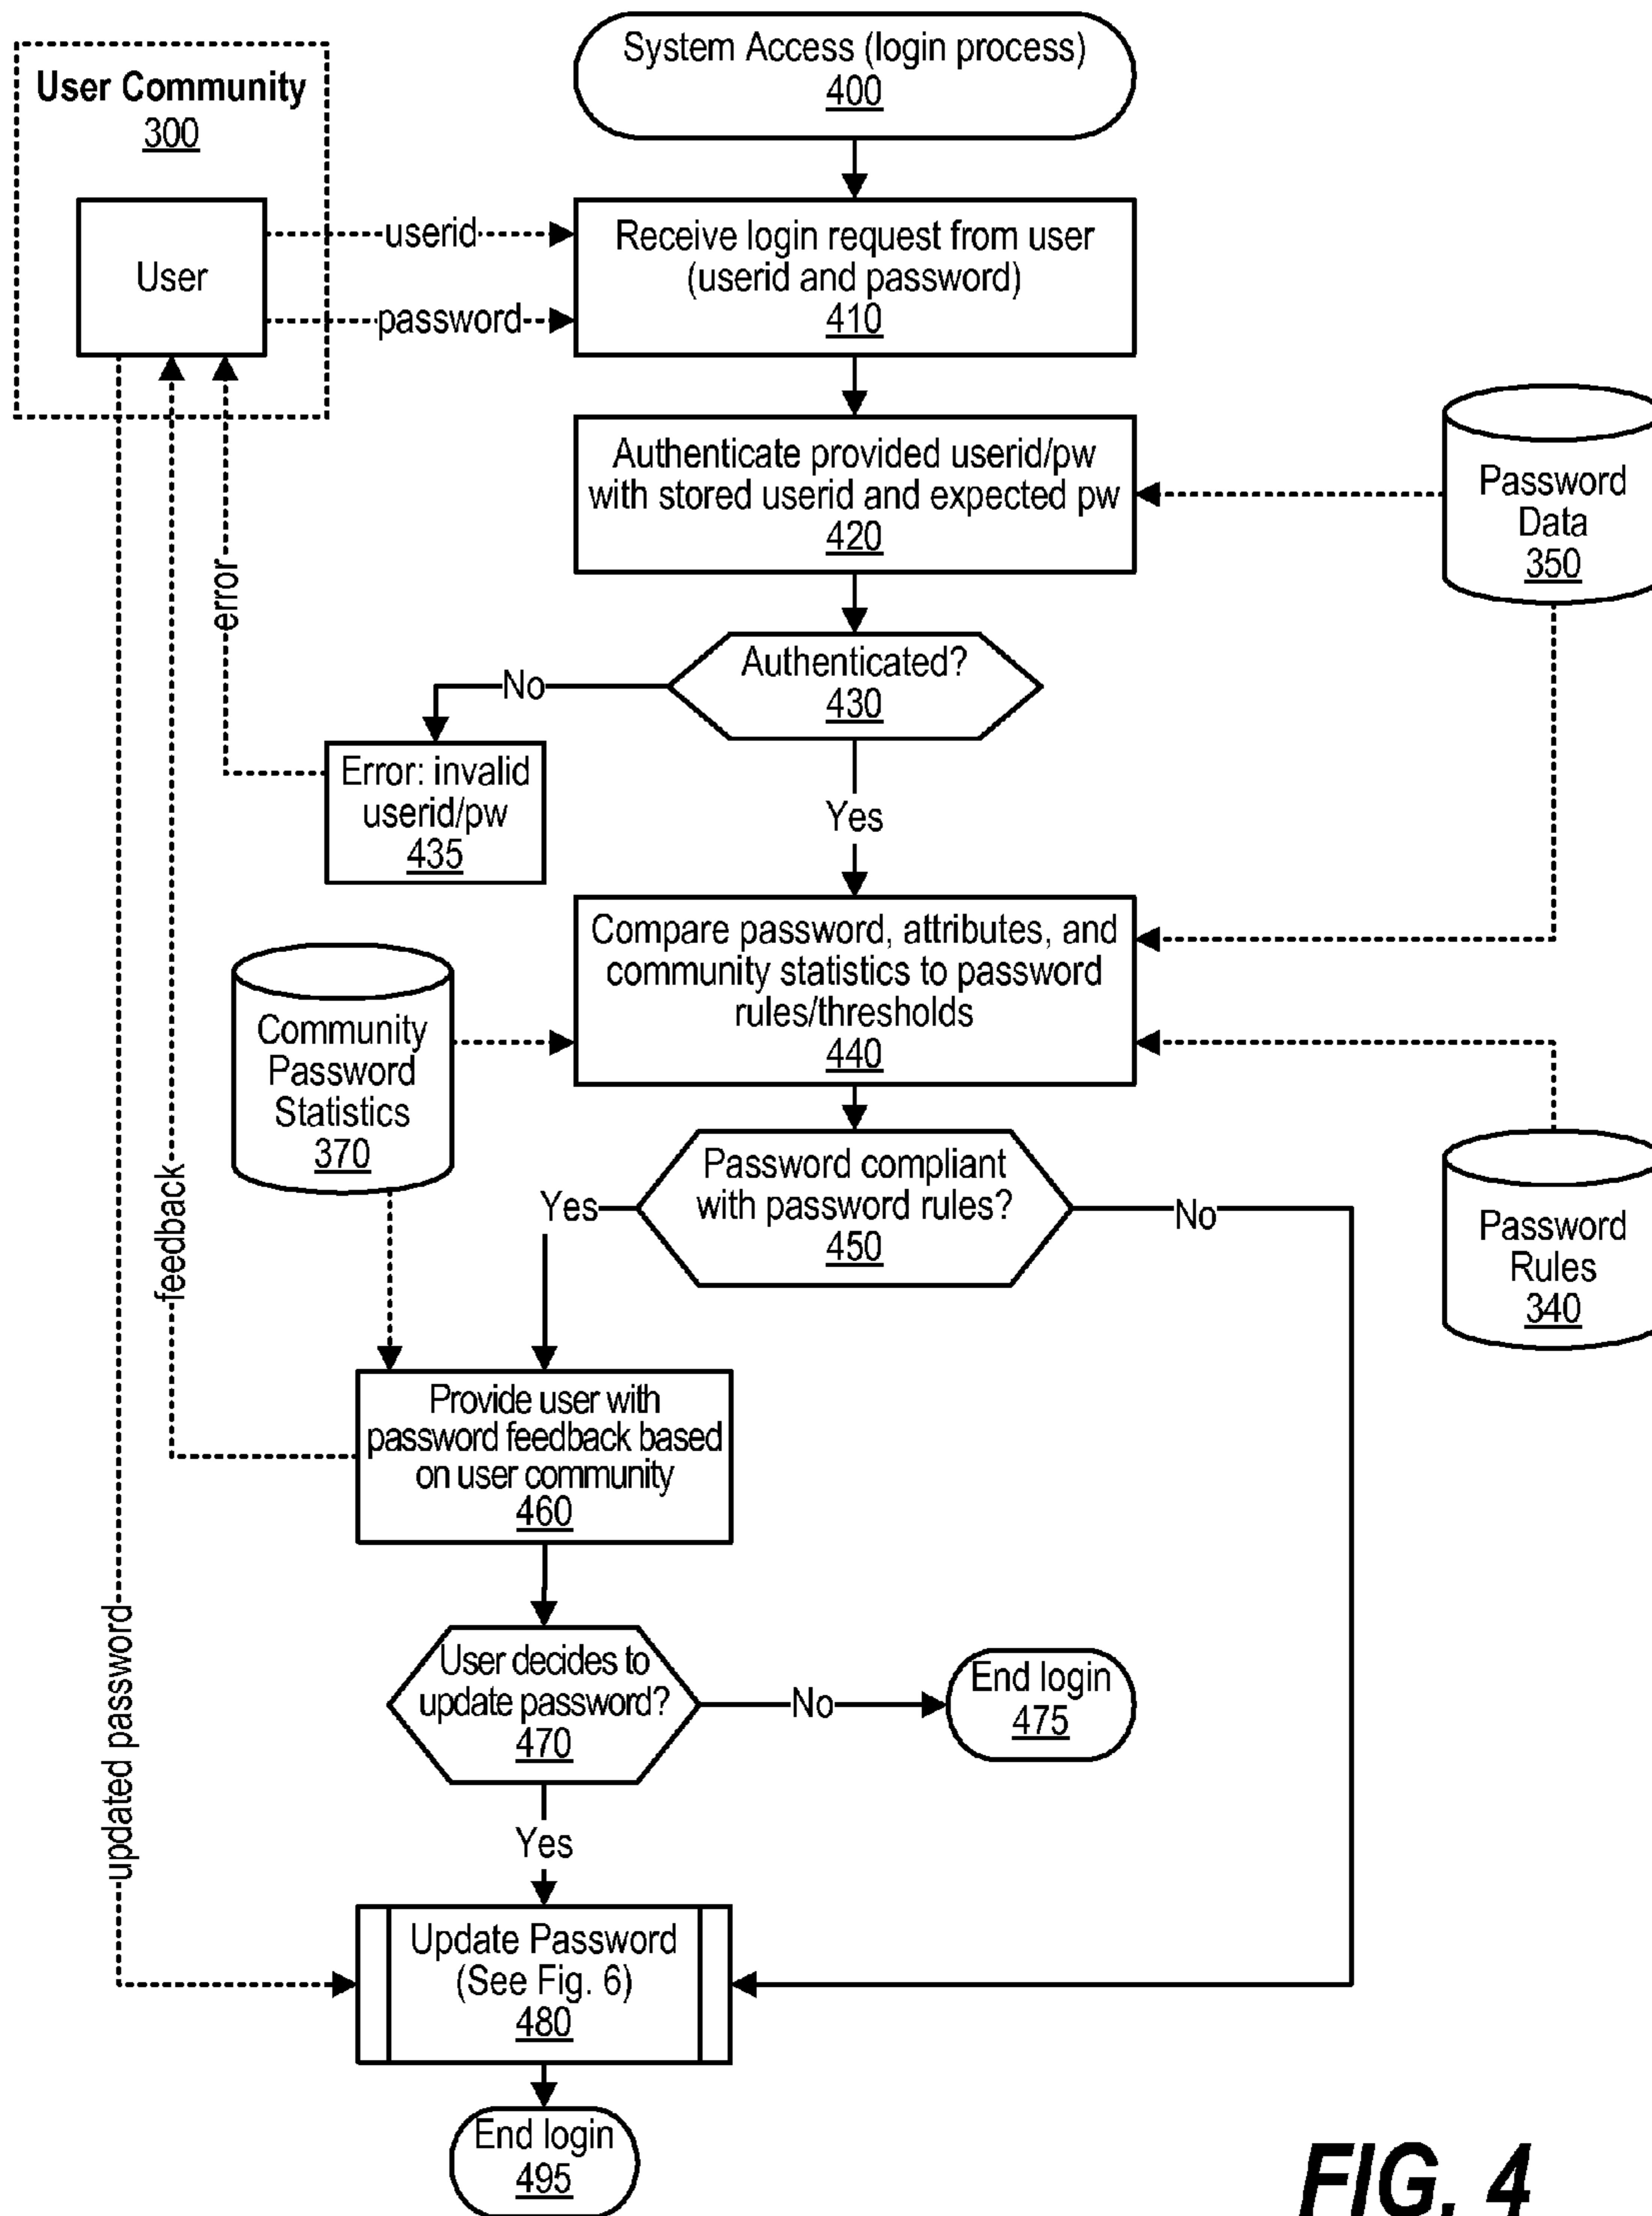 System Access (login process)
400
User Community
300
User
userid
password
Receive login request from user
(userid and password)
410
Authenticate provided userid/pw
with stored userid and expected pw
420
Password
Data
350
error
Authenticated?
430
No
Yes
Error: invalid
userid/pw
435
Compare password, attributes, and
community statistics to password
rules/thresholds
440
Community
Password
Statistics
370
feedback
Password compliant
with password rules?
450
Yes
No
Password
Rules
340
Provide user with
password feedback based
on user community
460
User decides to
update password?
470
No
End login
475
Yes
updated password
Update Password
(See Fig. 6)
480
End login
495
FIG. 4